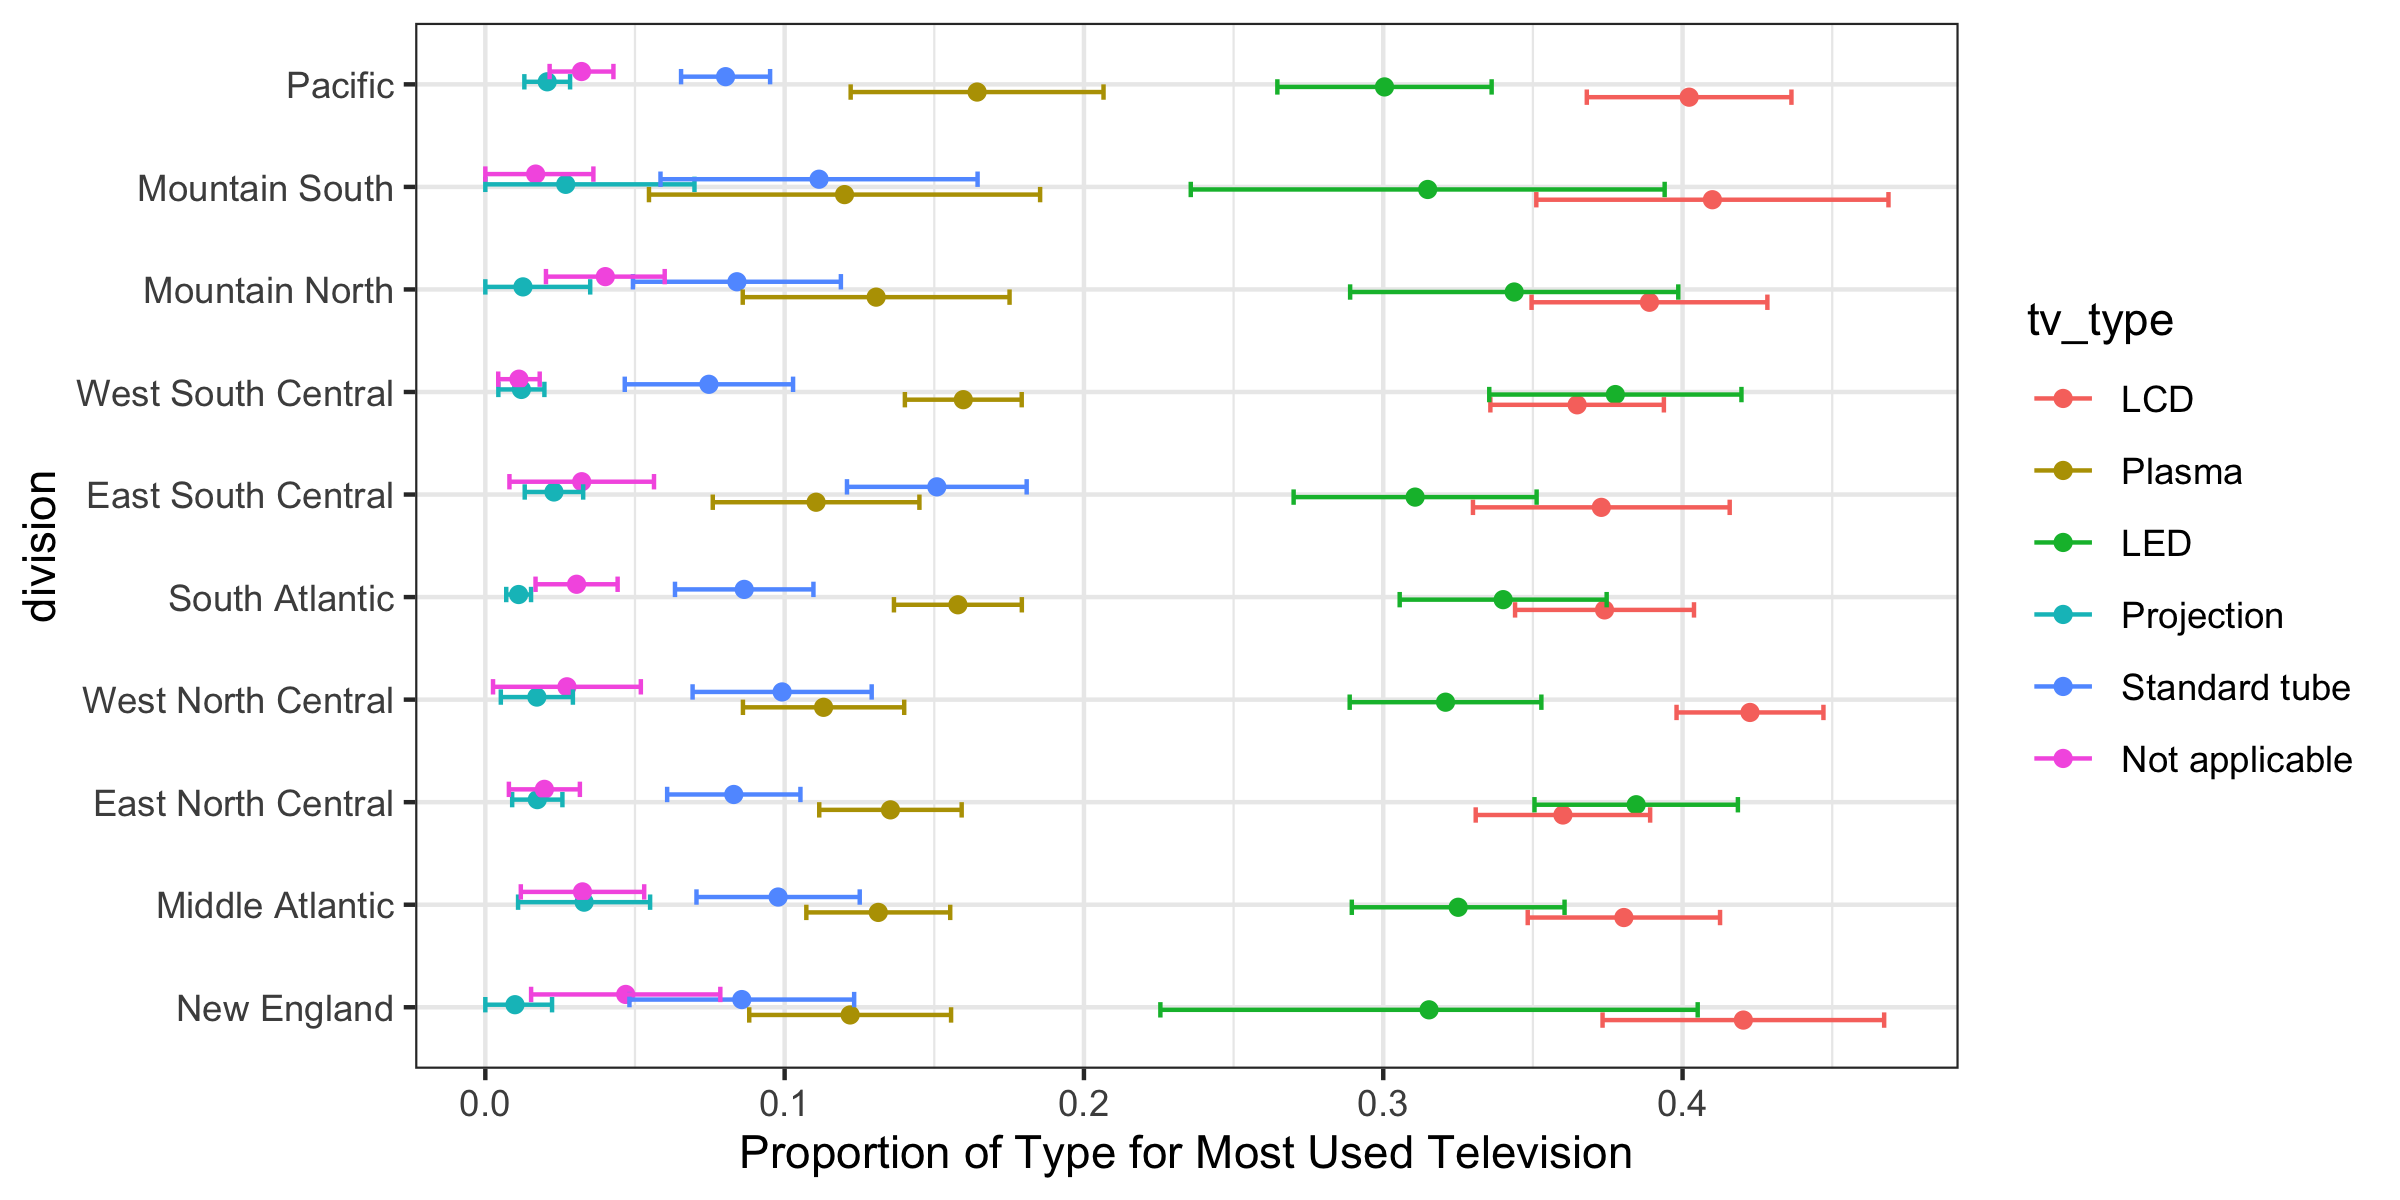 division
Pacific
Mountain South
Mountain North
West South Central
East South Central
South Atlantic
West North Central
East North Central
Middle Atlantic
New England
0.0 0.1 0.2 0.3 0.4
Proportion of Type for Most Used Television
tv_type
LCD
Plasma
LED
Projection
Standard tube
Not applicable